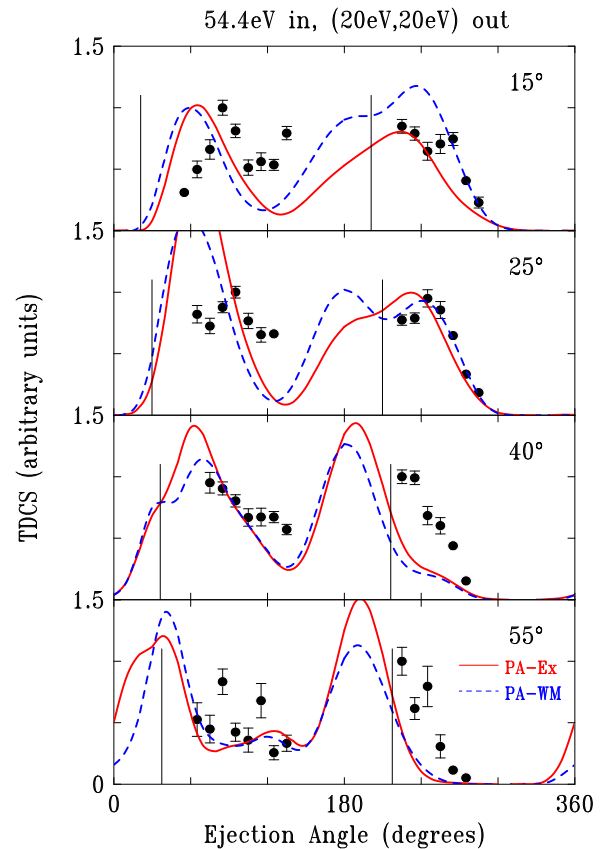 54.4eV in, (20eV,20eV) out
1.5
15°
1.5
25°
1.5
40°
1.5
55°
PA-Ex
PA-WM
0
0 180 360
Ejection Angle (degrees)
TDCS (arbitrary units)